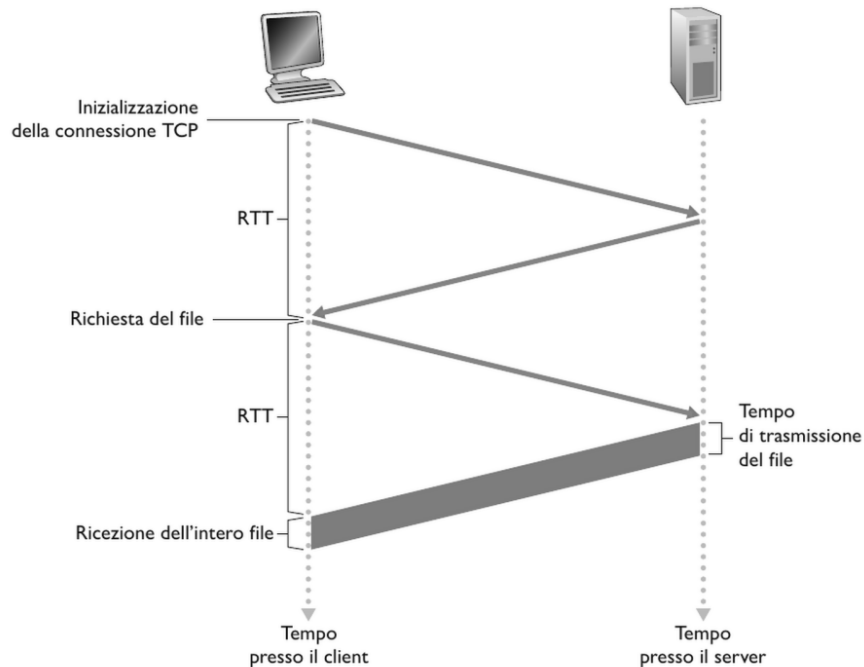 Inizializzazione
della connessione TCP
RTT
Richiesta del file
RTT
Tempo
di trasmissione
del file
Ricezione dell'intero file
Tempo
presso il client
Tempo
presso il server